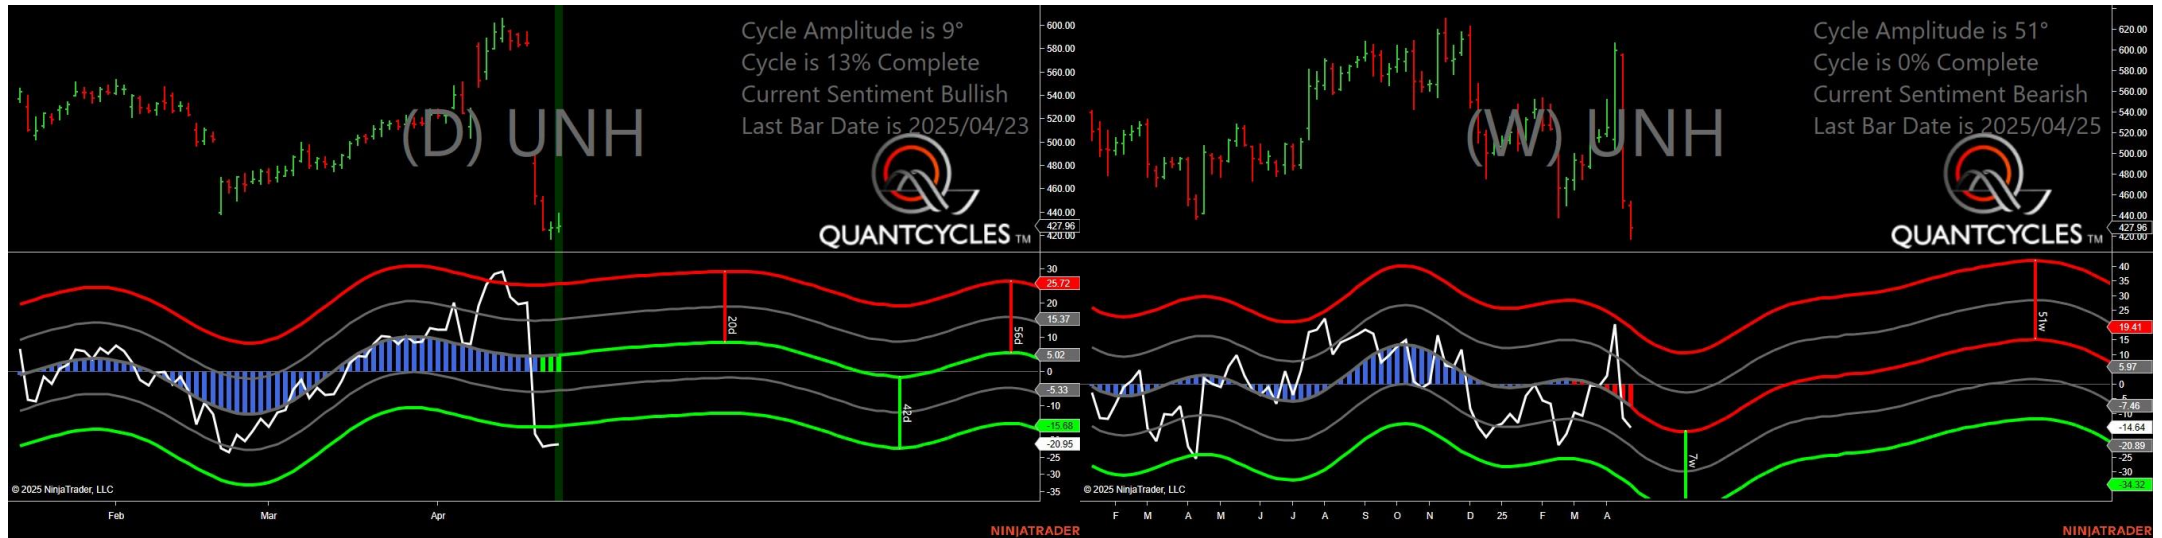 Cycle Amplitude is 9°
Cycle is 13% Complete
Current Sentiment Bullish
Last Bar Date is 2025/04/23
(D) UNH
QUANTCYCLES TM
600.00
580.00
560.00
540.00
520.00
500.00
480.00
460.00
440.00
427.96
420.00
30
25.72
20
15.37
10
5.02
0
-5.33
-10
-15.68
-20.95
-25
-30
-35
20d
42d
56d
© 2025 NinjaTrader, LLC
Feb
Mar
Apr
NINJATRADER
Cycle Amplitude is 51°
Cycle is 0% Complete
Current Sentiment Bearish
Last Bar Date is 2025/04/25
(W) UNH
QUANTCYCLES TM
620.00
600.00
580.00
560.00
540.00
520.00
500.00
480.00
460.00
440.00
427.96
420.00
40
35
30
25
19.41
15
10
5.97
0
-7.46
-10
-14.64
-20.89
-25
-30
-34.32
7w
51w
© 2025 NinjaTrader, LLC
F M A M J J A S O N D 25 F M A
NINJATRADER